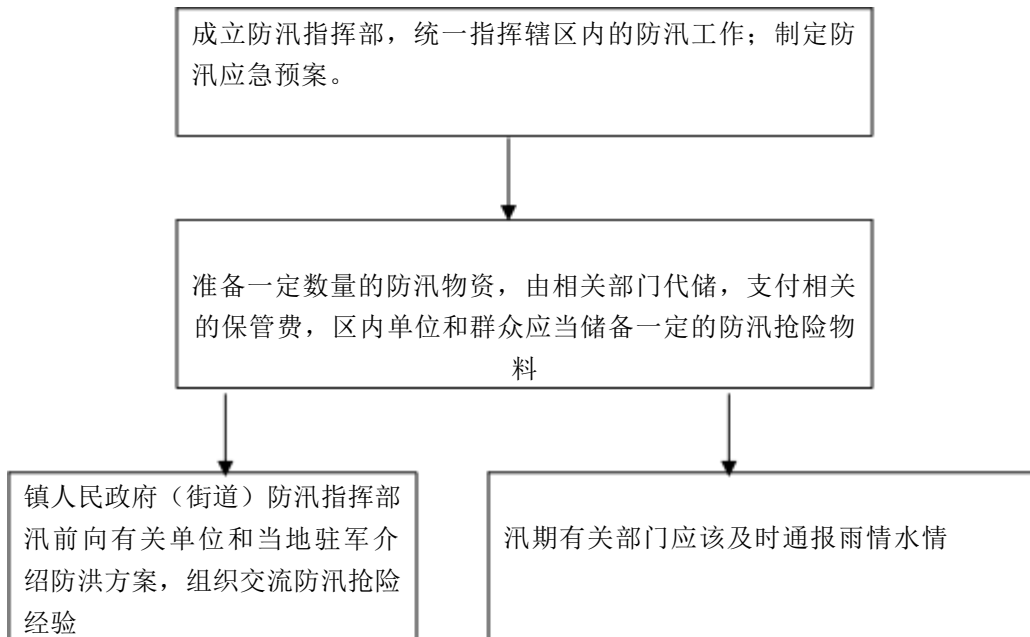 成立防汛指挥部，统一指挥辖区内的防汛工作；制定防
汛应急预案。
准备一定数量的防汛物资，由相关部门代储，支付相关
的保管费，区内单位和群众应当储备一定的防汛抢险物
料
镇人民政府（街道）防汛指挥部
汛前向有关单位和当地驻军介
绍防洪方案，组织交流防汛抢险
经验
汛期有关部门应该及时通报雨情水情